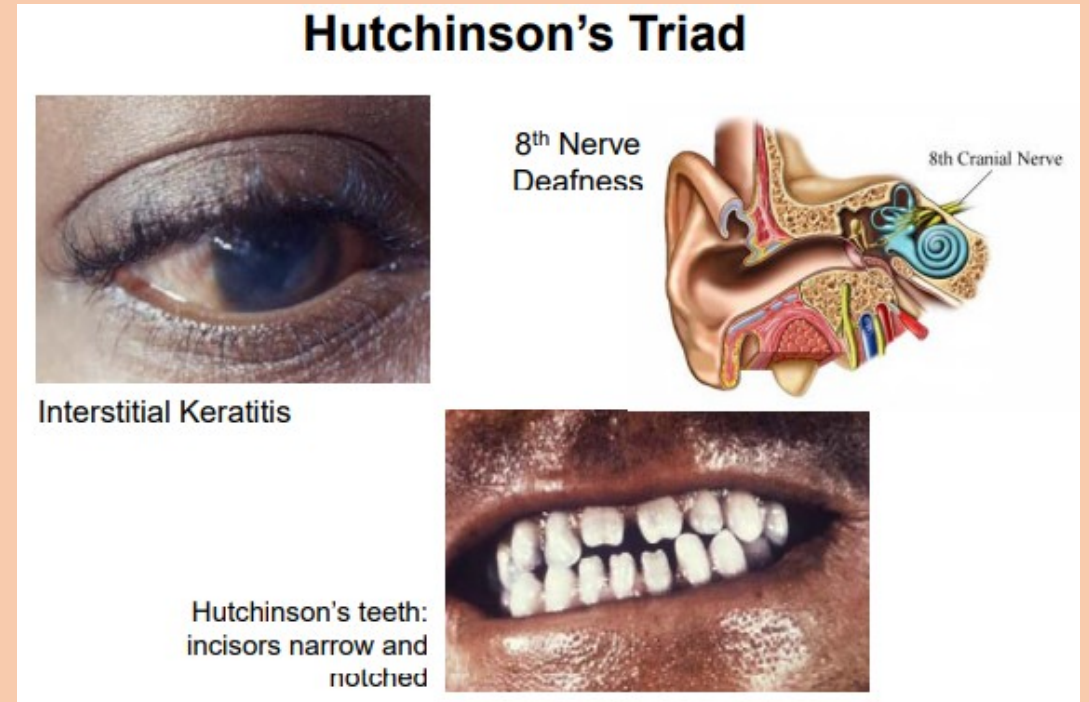 Hutchinson's Triad
8th Nerve
Deafness
8th Cranial Nerve
Interstitial Keratitis
Hutchinson's teeth:
incisors narrow and
notched